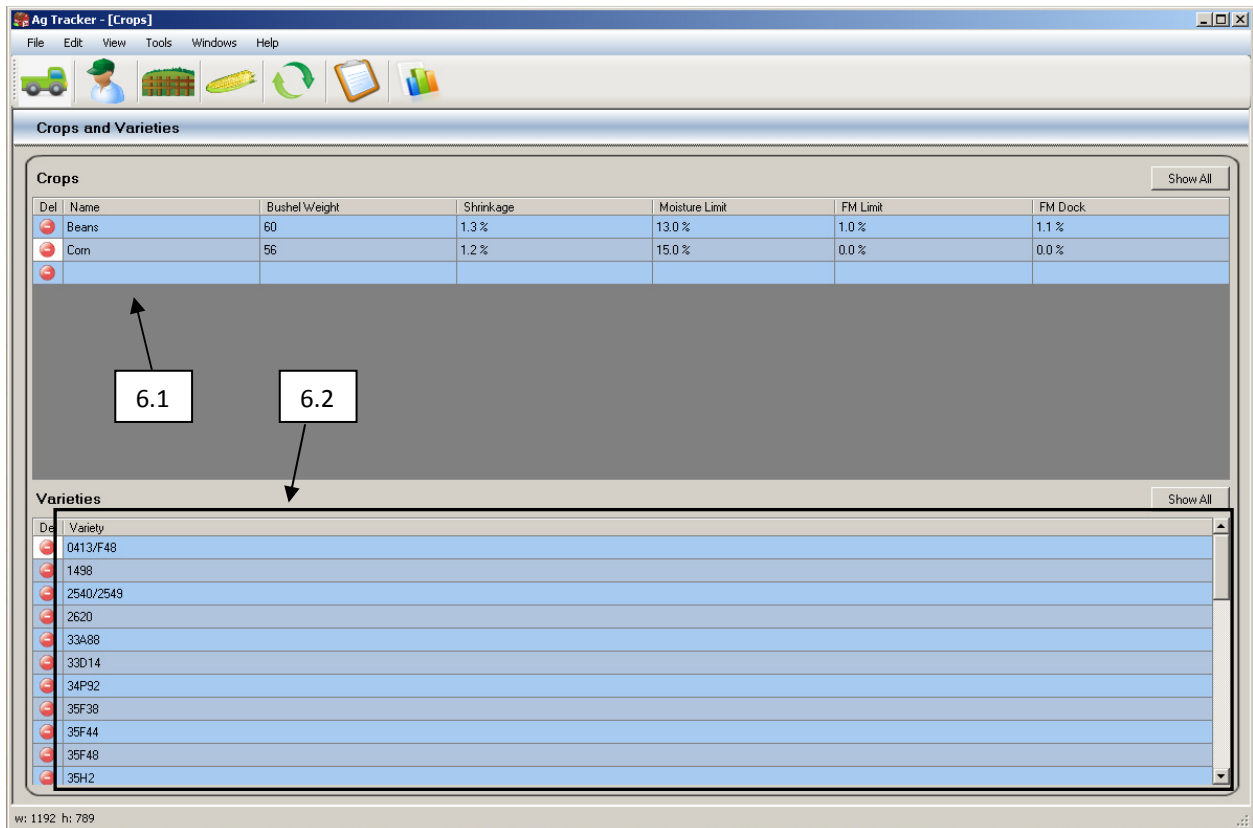 Ag Tracker - [Crops]
File Edit View Tools Windows Help
Crops and Varieties
Crops Show All
Del Name Bushel Weight Shrinkage Moisture Limit FM Limit FM Dock
Beans 60 1.3 % 13.0 % 1.0 % 1.1 %
Corn 56 1.2 % 15.0 % 0.0 % 0.0 %
6.1 6.2
Varieties Show All
De Variety
0413/F48
1498
2540/2549
2620
33A88
33D14
34P92
35F38
35F44
35F48
35H2
w: 1192 h: 789